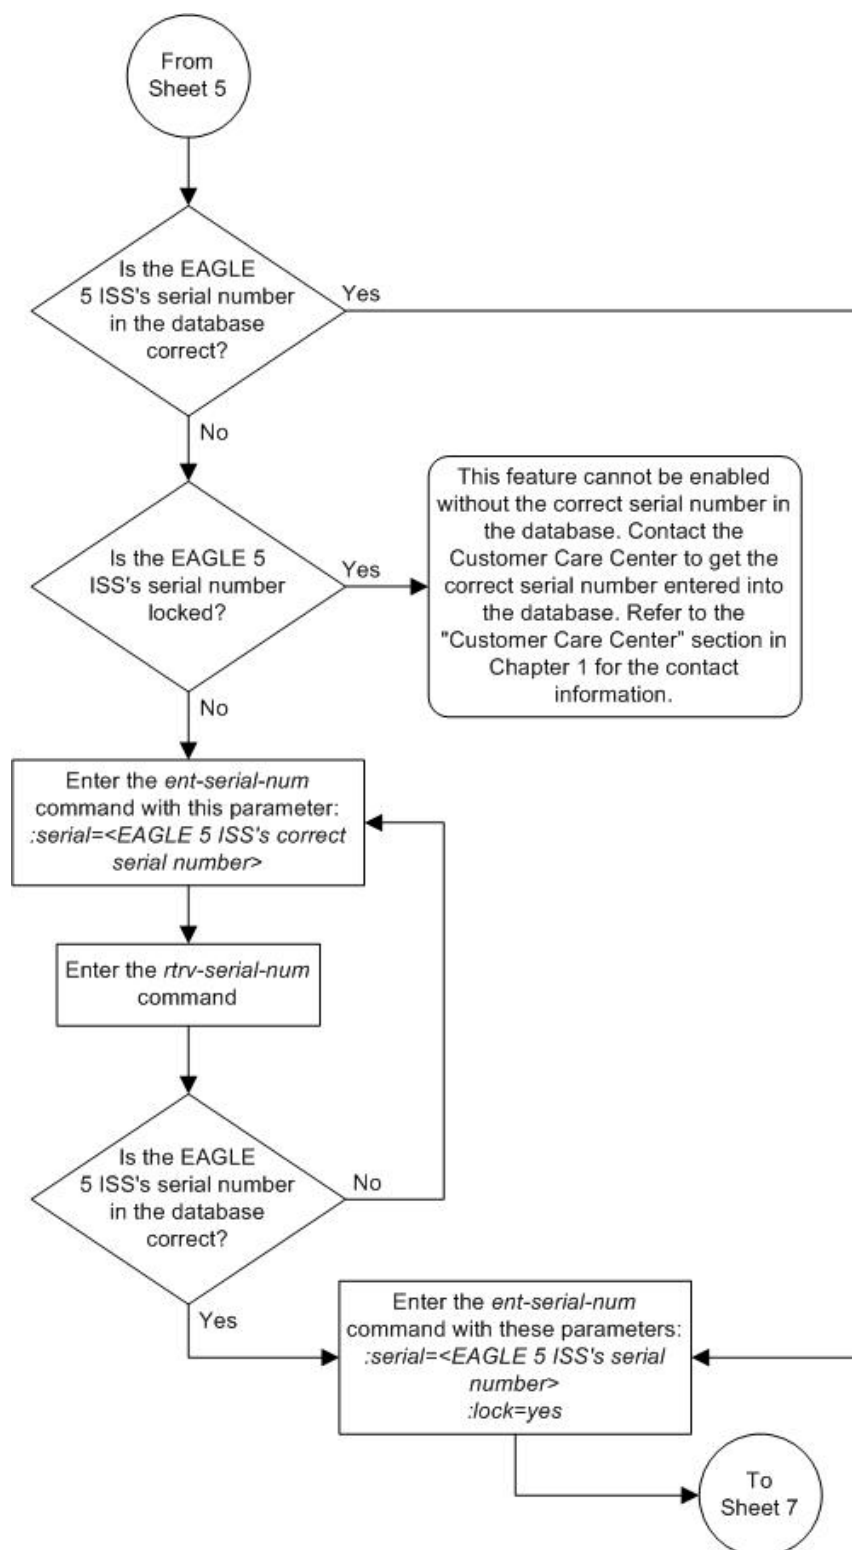 From
Sheet 5
Is the EAGLE
5 ISS's serial number
in the database
correct?
Yes
No
Is the EAGLE 5
ISS's serial number
locked?
Yes
This feature cannot be enabled
without the correct serial number in
the database. Contact the
Customer Care Center to get the
correct serial number entered into
the database. Refer to the
"Customer Care Center" section in
Chapter 1 for the contact
information.
No
Enter the ent-serial-num
command with this parameter:
:serial=<EAGLE 5 ISS's correct
serial number>
Enter the rtrv-serial-num
command
Is the EAGLE
5 ISS's serial number
in the database
correct?
No
Yes
Enter the ent-serial-num
command with these parameters:
:serial=<EAGLE 5 ISS's serial
number>
:lock=yes
To
Sheet 7